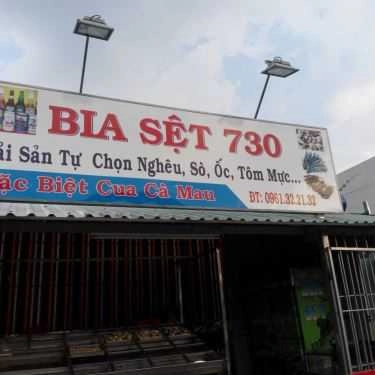 BIA SỆT 730
ải Sản Tự Chọn Nghêu, Sò, Ốc, Tôm Mực...
ặc Biệt Cua Cà Mau
ĐT: 0961.32.21.32